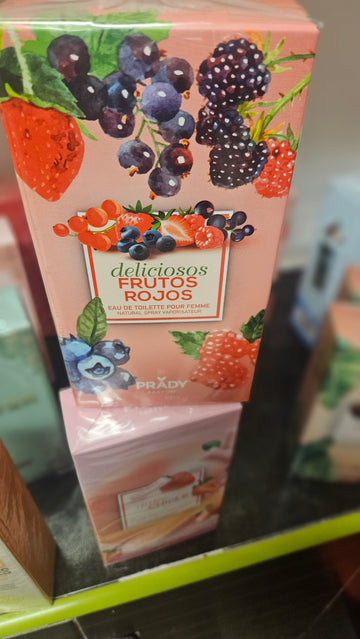 deliciosos
FRUTOS
ROJOS
EAU DE TOILETTE POUR FEMME
NATURAL SPRAY VAPORISATEUR
PRADY